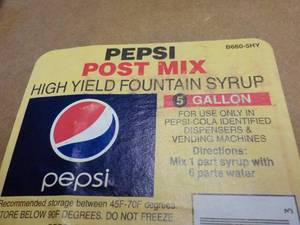 B660-5HY
PEPSI
POST MIX
HIGH YIELD FOUNTAIN SYRUP
5 GALLON
FOR USE ONLY IN
PEPSI-COLA IDENTIFIED
DISPENSERS &
VENDING MACHINES
Directions:
Mix 1 part syrup with
6 parts water
pepsi
Recommended storage between 45F-70F degrees
STORE BELOW 90F DEGREES. DO NOT FREEZE